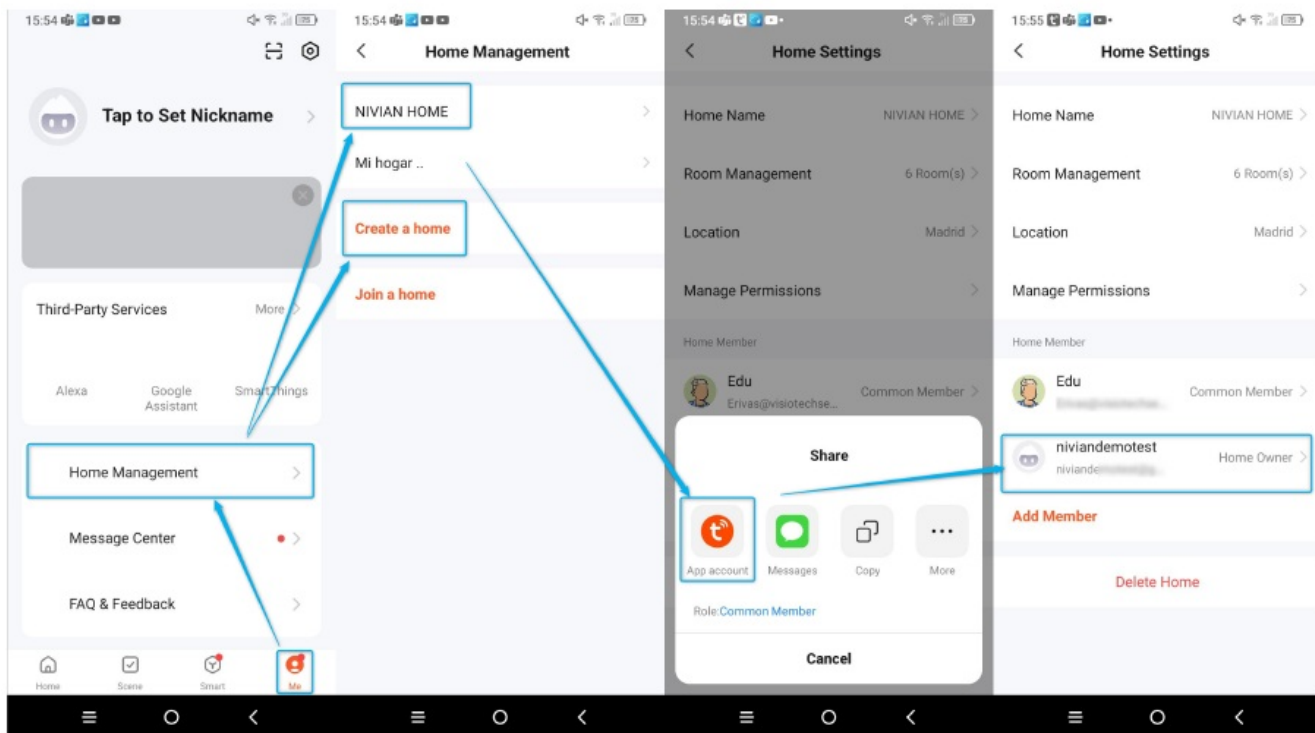 15:54
Tap to Set Nickname
Third-Party Services
More
Alexa
Google
Assistant
SmartThings
Home Management
Message Center
FAQ & Feedback
Home
Scene
Smart
Me
15:54
Home Management
NIVIAN HOME
Mi hogar ..
Create a home
Join a home
15:54
Home Settings
Home Name
NIVIAN HOME
Room Management
6 Room(s)
Location
Madrid
Manage Permissions
Home Member
Edu
Erivas@visiotechse...
Common Member
Share
App account
Messages
Copy
More
Role:Common Member
Cancel
15:55
Home Settings
Home Name
NIVIAN HOME
Room Management
6 Room(s)
Location
Madrid
Manage Permissions
Home Member
Edu
Common Member
niviandemotest
niviande
Home Owner
Add Member
Delete Home